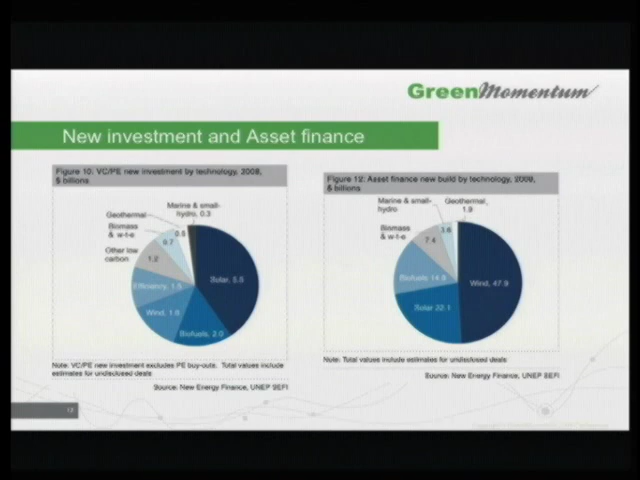 GreenMomentum
New investment and Asset finance
Figure 10: VC/PE new investment by technology, 2008,
$ billions
Marine & small-
hydro, 0.3
Geothermal
0.5
Biomass
& w-t-e
0.7
Other low
carbon
1.2
Solar, 5.5
Efficiency, 1.5
Wind, 1.6
Biofuels, 2.0
Note: VC/PE new investment excludes PE buy-outs. Total values include
estimates for undisclosed deals
Source: New Energy Finance, UNEP SEFI
Figure 12: Asset finance new build by technology, 2008,
$ billions
Marine & small-
hydro
Geothermal,
1.9
3.6
Biomass
& w-t-e
7.4
Biofuels 14.9
Wind, 47.9
Solar 22.1
Note: Total values include estimates for undisclosed deals
Source: New Energy Finance, UNEP SEFI